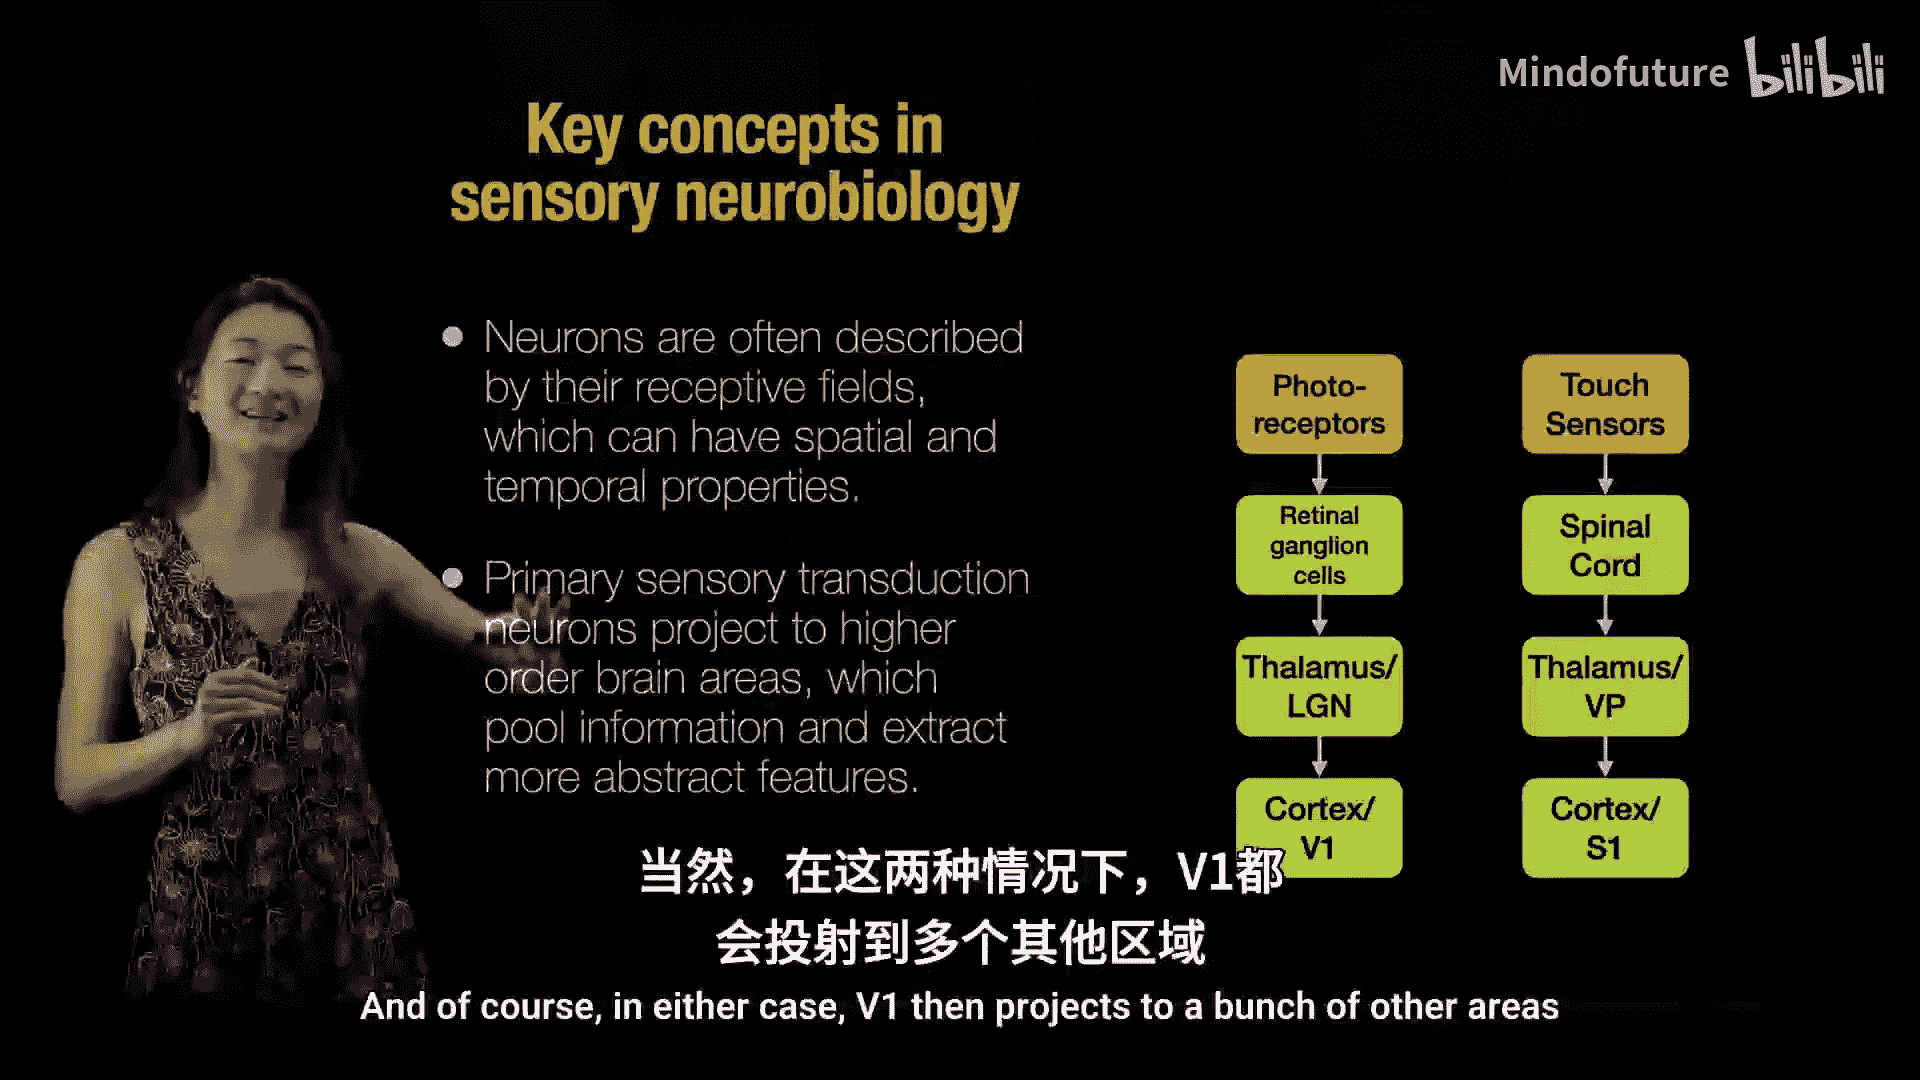 Mindofuture bilibili
Key concepts in
sensory neurobiology
Neurons are often described
by their receptive fields,
which can have spatial and
temporal properties.
Primary sensory transduction
neurons project to higher
order brain areas, which
pool information and extract
more abstract features.
Photo-
receptors
Retinal
ganglion
cells
Thalamus/
LGN
Cortex/
V1
Touch
Sensors
Spinal
Cord
Thalamus/
VP
Cortex/
S1
当然，在这两种情况下，V1都
会投射到多个其他区域
And of course, in either case, V1 then projects to a bunch of other areas